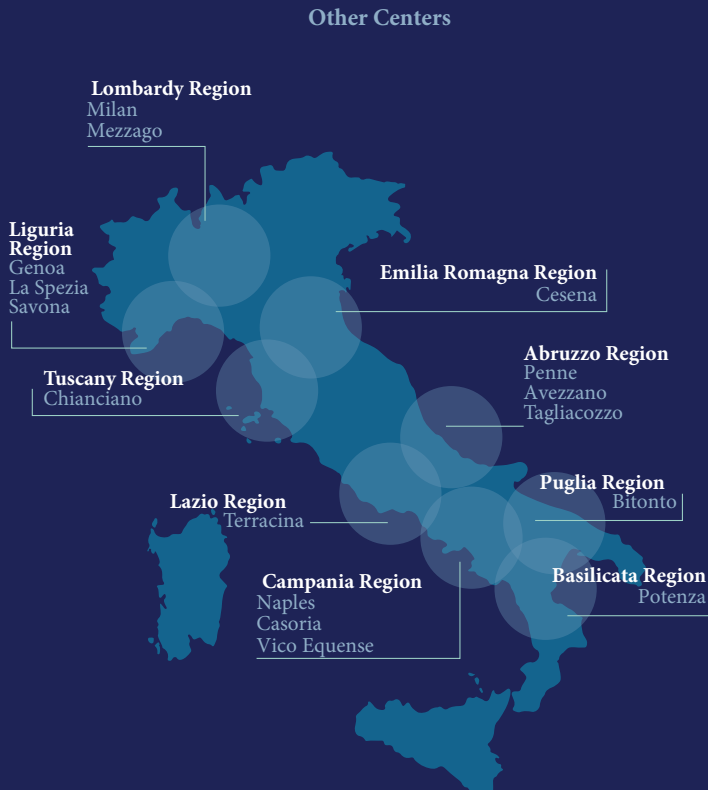 Other Centers
Lombardy Region
Milan
Mezzago
Liguria
Region
Genoa
La Spezia
Savona
Emilia Romagna Region
Cesena
Abruzzo Region
Penne
Avezzano
Tagliacozzo
Tuscany Region
Chianciano
Puglia Region
Bitonto
Lazio Region
Terracina
Campania Region
Naples
Casoria
Vico Equense
Basilicata Region
Potenza